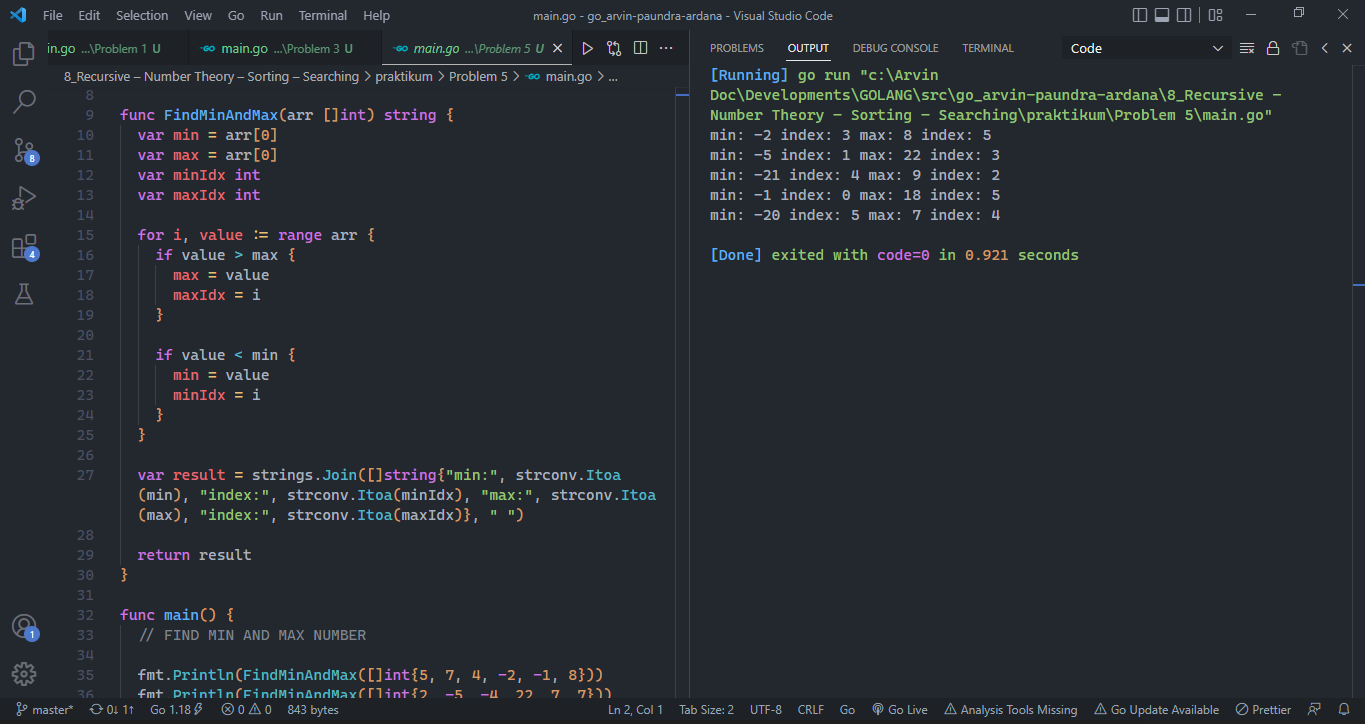 File Edit Selection View Go Run Terminal Help
main.go - go_arvin-paundra-ardana - Visual Studio Code
in.go ...\Problem 1 U
main.go ...\Problem 3 U
main.go ...\Problem 5 U
8_Recursive – Number Theory – Sorting – Searching > praktikum > Problem 5 > main.go > ...
8
9 func FindMinAndMax(arr []int) string {
10 var min = arr[0]
11 var max = arr[0]
12 var minIdx int
13 var maxIdx int
14
15 for i, value := range arr {
16 if value > max {
17 max = value
18 maxIdx = i
19 }
20
21 if value < min {
22 min = value
23 minIdx = i
24 }
25 }
26
27 var result = strings.Join([]string{"min:", strconv.Itoa
(min), "index:", strconv.Itoa(minIdx), "max:", strconv.Itoa
(max), "index:", strconv.Itoa(maxIdx)}, " ")
28
29 return result
30 }
31
32 func main() {
33 // FIND MIN AND MAX NUMBER
34
35 fmt.Println(FindMinAndMax([]int{5, 7, 4, -2, -1, 8}))
36 fmt.Println(FindMinAndMax([]int{2, -5, -4, 22, 7, 7}))
PROBLEMS OUTPUT DEBUG CONSOLE TERMINAL
Code
[Running] go run "c:\Arvin
Doc\Developments\GOLANG\src\go_arvin-paundra-ardana\8_Recursive –
Number Theory – Sorting – Searching\praktikum\Problem 5\main.go"
min: -2 index: 3 max: 8 index: 5
min: -5 index: 1 max: 22 index: 3
min: -21 index: 4 max: 9 index: 2
min: -1 index: 0 max: 18 index: 5
min: -20 index: 5 max: 7 index: 4
[Done] exited with code=0 in 0.921 seconds
8
4
1
master* 0↓ 1↑ Go 1.18 0 0 843 bytes
Ln 2, Col 1 Tab Size: 2 UTF-8 CRLF Go Go Live Analysis Tools Missing Go Update Available Prettier